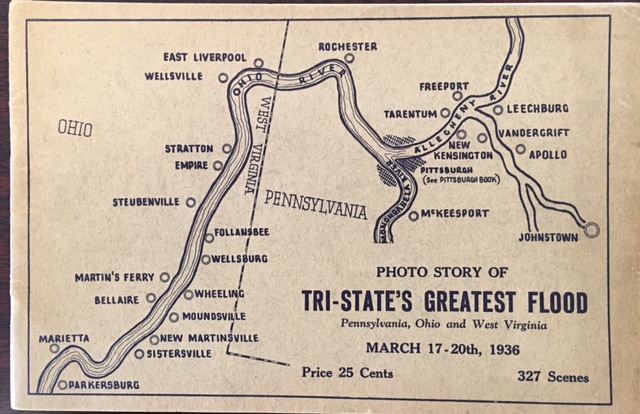 ROCHESTER
EAST LIVERPOOL
WELLSVILLE
OHIO RIVER
FREEPORT
ALLEGHENY RIVER
TARENTUM
LEECHBURG
OHIO
WEST VIRGINIA
VANDERGRIFT
NEW
KENSINGTON
APOLLO
STRATTON
EMPIRE
PITTSBURGH
(SEE PITTSBURGH BOOK)
PENNSYLVANIA
MONONGAHELA RIVER
STEUBENVILLE
McKEESPORT
FOLLANSBEE
JOHNSTOWN
WELLSBURG
MARTIN'S FERRY
BELLAIRE
WHEELING
MOUNDSVILLE
MARIETTA
NEW MARTINSVILLE
SISTERSVILLE
PARKERSBURG
PHOTO STORY OF
TRI-STATE'S GREATEST FLOOD
Pennsylvania, Ohio and West Virginia
MARCH 17-20th, 1936
Price 25 Cents
327 Scenes